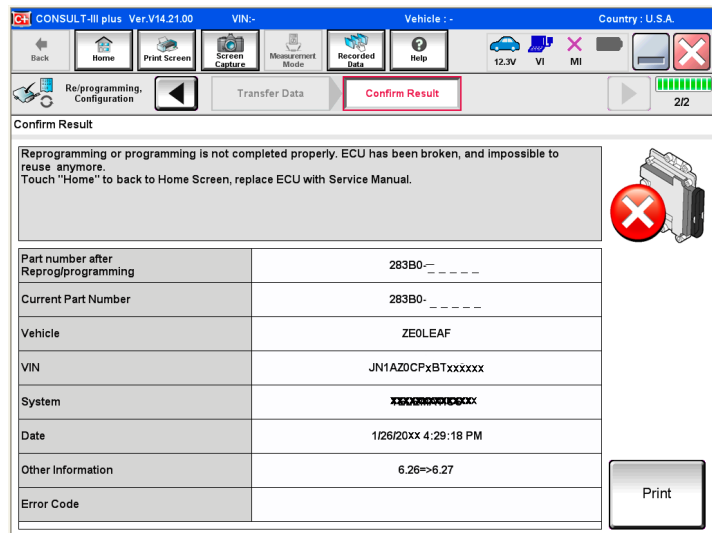 C+ CONSULT-III plus Ver.V14.21.00 VIN:- Vehicle : - Country : U.S.A.
Back Home Print Screen Screen Capture Measurement Mode Recorded Data Help 12.3V VI MI
Re/programming, Configuration Transfer Data Confirm Result 2/2
Confirm Result
Reprogramming or programming is not completed properly. ECU has been broken, and impossible to
reuse anymore.
Touch "Home" to back to Home Screen, replace ECU with Service Manual.
Part number after
Reprog/programming 283B0-_ _ _ _ _
Current Part Number 283B0-_ _ _ _ _
Vehicle ZE0LEAF
VIN JN1AZ0CPxBTxxxxxx
System
Date 1/26/20xx 4:29:18 PM
Other Information 6.26=>6.27
Error Code
Print